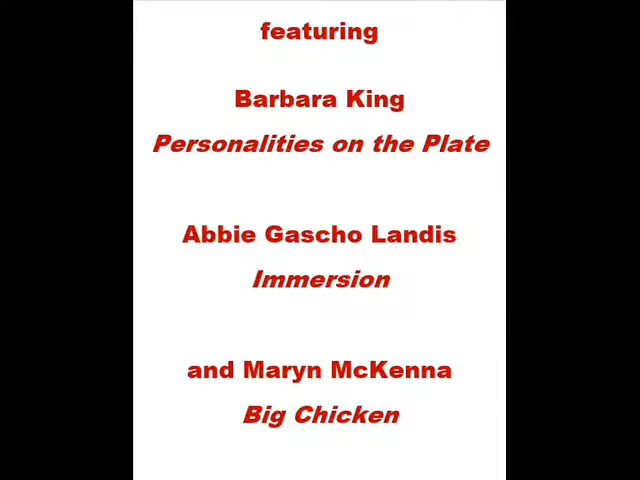 featuring
Barbara King
Personalities on the Plate
Abbie Gascho Landis
Immersion
and Maryn McKenna
Big Chicken